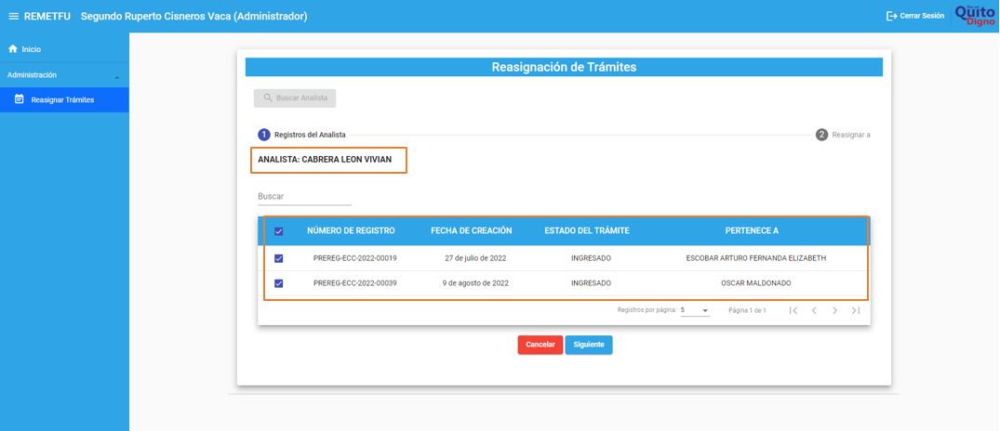 REMETFU Segundo Ruperto Cisneros Vaca (Administrador) Cerrar Sesión
Quito
Digno
Inicio
Administración
Reasignar Trámites
Reasignación de Trámites
Buscar Analista
1 Registros del Analista 2 Reasignar a
ANALISTA: CABRERA LEON VIVIAN
Buscar
NÚMERO DE REGISTRO FECHA DE CREACIÓN ESTADO DEL TRÁMITE PERTENECE A
PREREG-ECC-2022-00019 27 de julio de 2022 INGRESADO ESCOBAR ARTURO FERNANDA ELIZABETH
PREREG-ECC-2022-00039 9 de agosto de 2022 INGRESADO OSCAR MALDONADO
Registros por página: 5 Página 1 de 1
Cancelar Siguiente